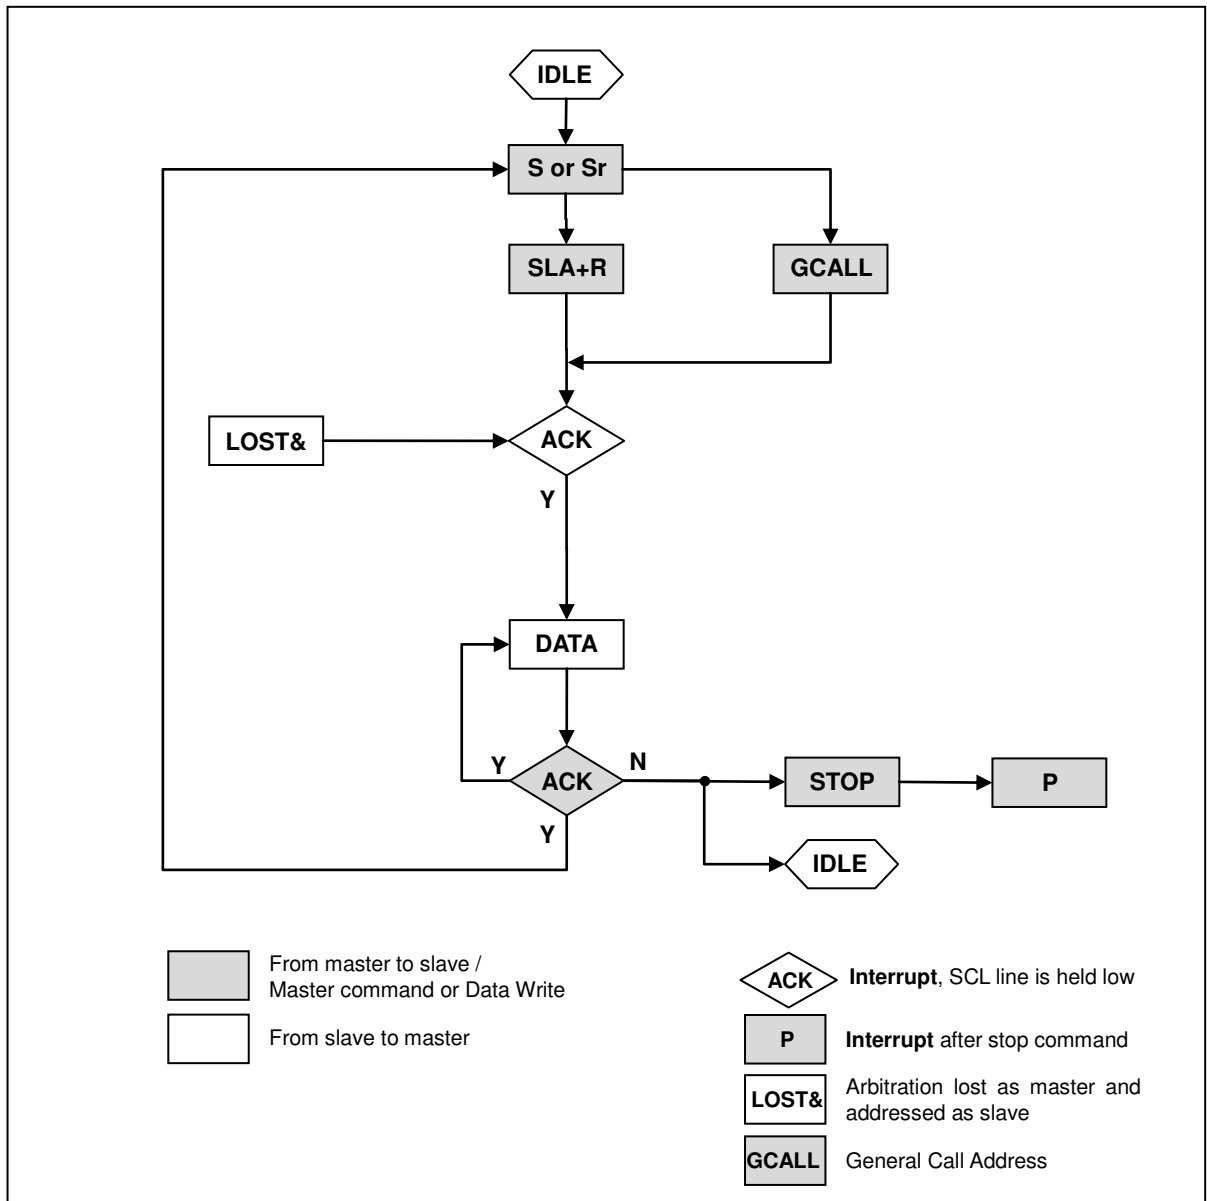 IDLE
S or Sr
SLA+R
GCALL
LOST&
ACK
Y
DATA
Y
ACK
N
STOP
P
Y
IDLE
From master to slave /
Master command or Data Write
From slave to master
ACK
Interrupt, SCL line is held low
P
Interrupt after stop command
LOST&
Arbitration lost as master and
addressed as slave
GCALL
General Call Address